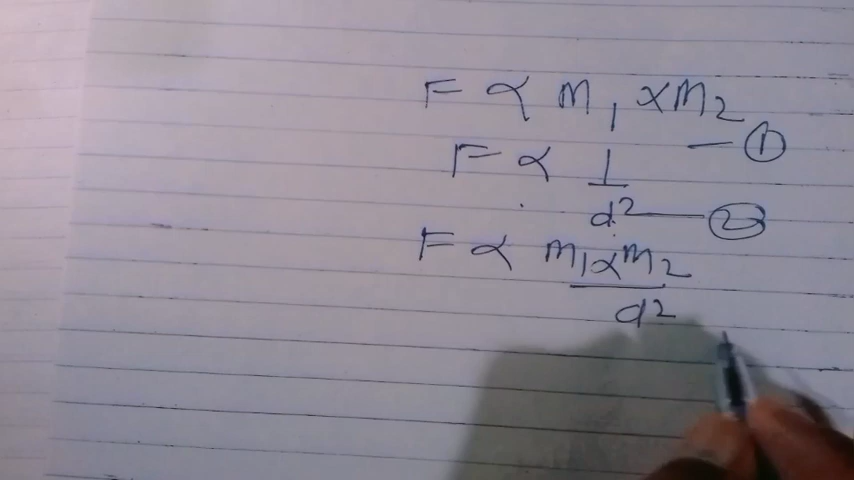 F ∝ m₁ × m₂ — ①
F ∝ 1/d² — ②
F ∝ m₁ × m₂ / d²